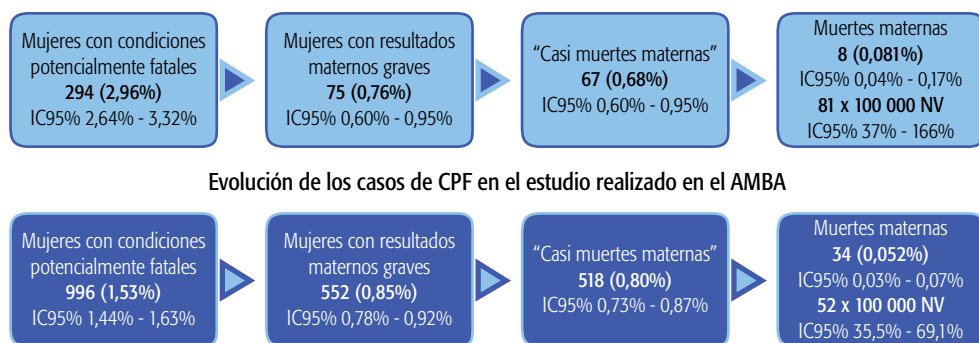 Mujeres con condiciones
potencialmente fatales
294 (2,96%)
IC95% 2,64% - 3,32%
Mujeres con resultados
maternos graves
75 (0,76%)
IC95% 0,60% - 0,95%
“Casi muertes maternas”
67 (0,68%)
IC95% 0,60% - 0,95%
Muertes maternas
8 (0,081%)
IC95% 0,04% - 0,17%
81 x 100 000 NV
IC95% 37% - 166%
Evolución de los casos de CPF en el estudio realizado en el AMBA
Mujeres con condiciones
potencialmente fatales
996 (1,53%)
IC95% 1,44% - 1,63%
Mujeres con resultados
maternos graves
552 (0,85%)
IC95% 0,78% - 0,92%
“Casi muertes maternas”
518 (0,80%)
IC95% 0,73% - 0,87%
Muertes maternas
34 (0,052%)
IC95% 0,03% - 0,07%
52 x 100 000 NV
IC95% 35,5% - 69,1%